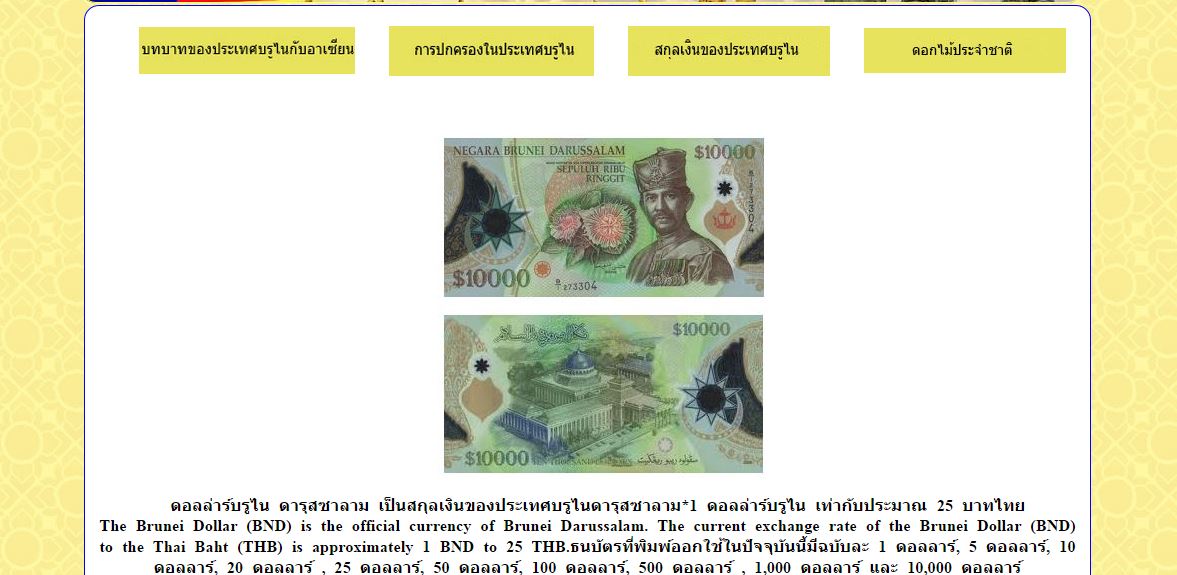 บทบาทของประเทศบรูไนกับอาเซียน
การปกครองในประเทศบรูไน
สกุลเงินของประเทศบรูไน
ดอกไม้ประจำชาติ
NEGARA BRUNEI DARUSSALAM
$10000
SEPULUH RIBU
RINGGIT
$10000
273304
$10000
$10000
ดอลล่าร์บรูไน ดารุสซาลาม เป็นสกุลเงินของประเทศบรูไนดารุสซาลาม*1 ดอลล่าร์บรูไน เท่ากับประมาณ 25 บาทไทย
The Brunei Dollar (BND) is the official currency of Brunei Darussalam. The current exchange rate of the Brunei Dollar (BND)
to the Thai Baht (THB) is approximately 1 BND to 25 THB.ธนบัตรที่พิมพ์ออกใช้ในปัจจุบันนี้มีฉบับละ 1 ดอลลาร์, 5 ดอลลาร์, 10
ดอลลาร์, 20 ดอลลาร์ , 25 ดอลลาร์, 50 ดอลลาร์, 100 ดอลลาร์, 500 ดอลลาร์ , 1,000 ดอลลาร์ และ 10,000 ดอลลาร์